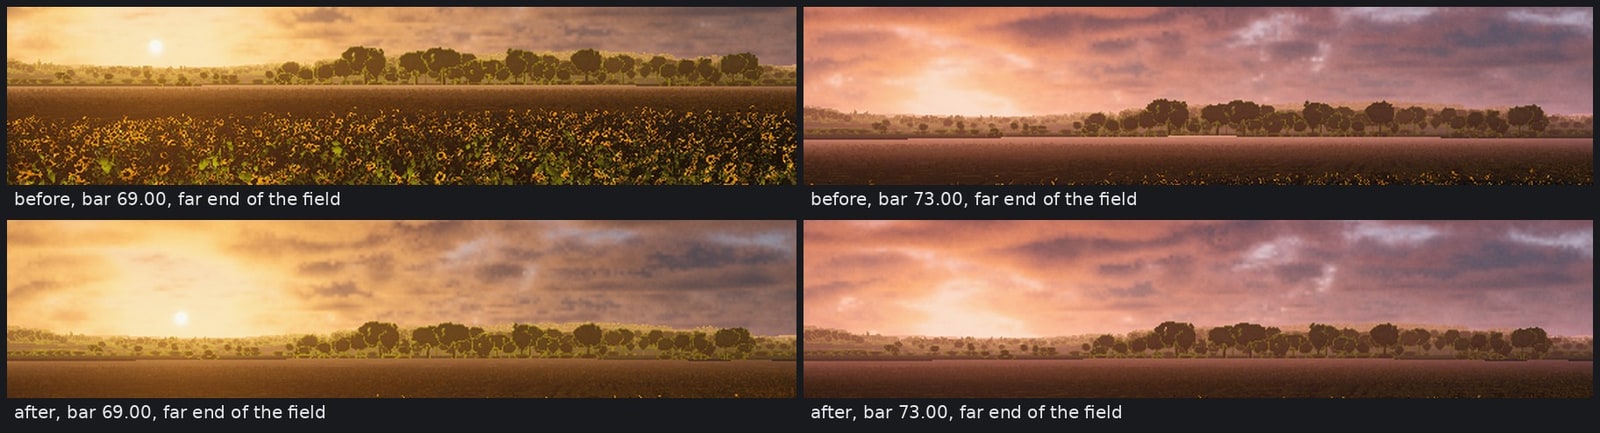 before, bar 69.00, far end of the field
before, bar 73.00, far end of the field
after, bar 69.00, far end of the field
after, bar 73.00, far end of the field